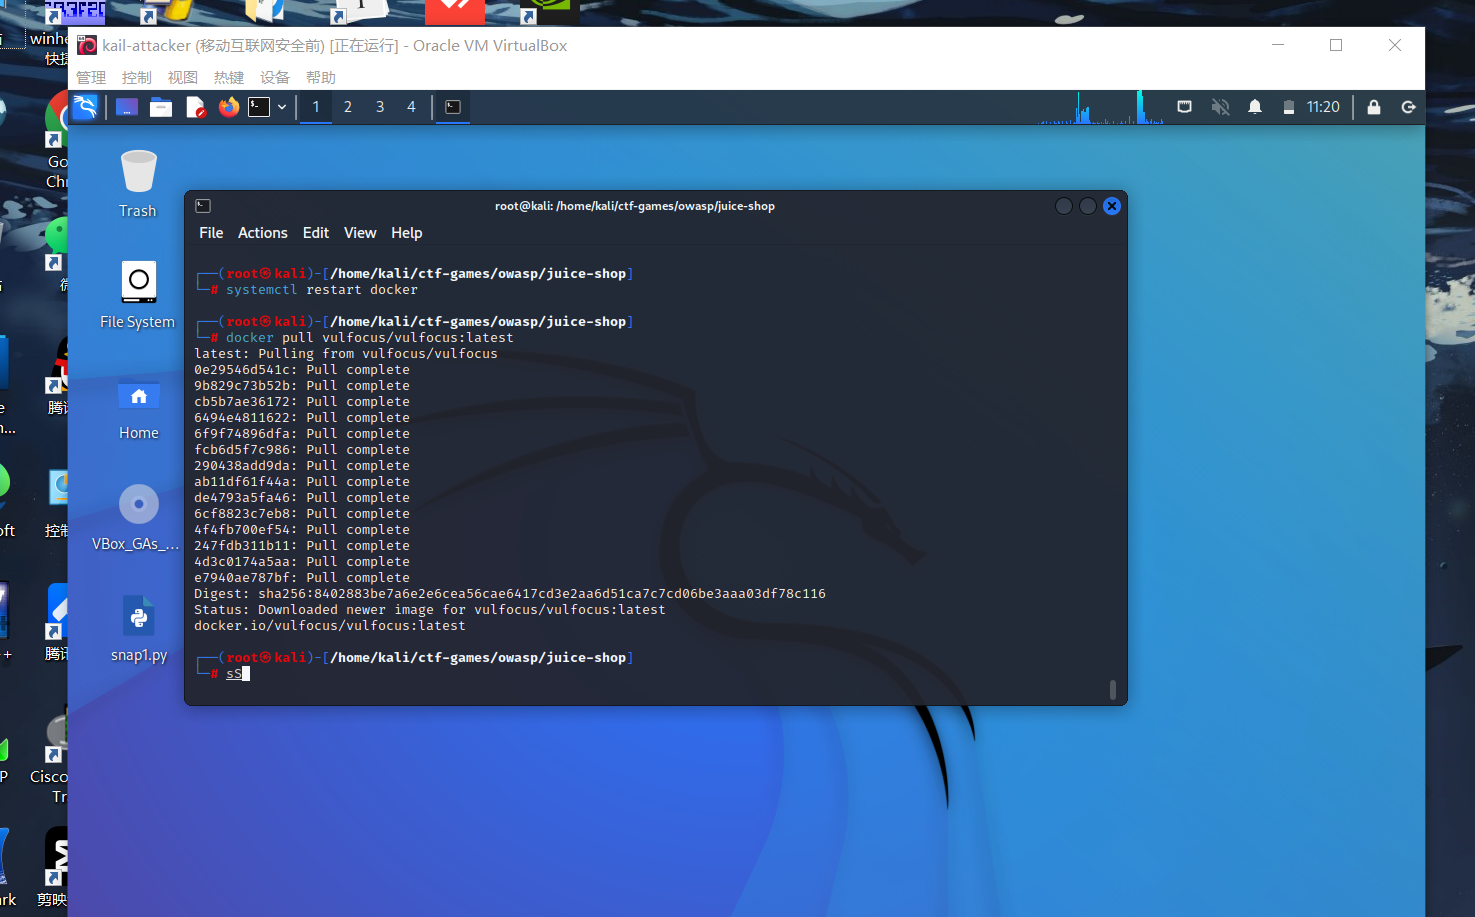 winhe
快捷
kail-attacker (移动互联网安全前) [正在运行] - Oracle VM VirtualBox
管理 控制 视图 热键 设备 帮助
1 2 3 4 11:20
Go
Chr
Trash
root@kali: /home/kali/ctf-games/owasp/juice-shop
File Actions Edit View Help
(root㉿kali)-[/home/kali/ctf-games/owasp/juice-shop]
# systemctl restart docker
(root㉿kali)-[/home/kali/ctf-games/owasp/juice-shop]
# docker pull vulfocus/vulfocus:latest
latest: Pulling from vulfocus/vulfocus
0e29546d541c: Pull complete
9b829c73b52b: Pull complete
cb5b7ae36172: Pull complete
6494e4811622: Pull complete
6f9f74896dfa: Pull complete
fcb6d5f7c986: Pull complete
290438add9da: Pull complete
ab11df61f44a: Pull complete
de4793a5fa46: Pull complete
6cf8823c7eb8: Pull complete
4f4fb700ef54: Pull complete
247fdb311b11: Pull complete
4d3c0174a5aa: Pull complete
e7940ae787bf: Pull complete
Digest: sha256:8402883be7a6e2e6cea56cae6417cd3e2aa6d51ca7c7cd06be3aaa03df78c116
Status: Downloaded newer image for vulfocus/vulfocus:latest
docker.io/vulfocus/vulfocus:latest
(root㉿kali)-[/home/kali/ctf-games/owasp/juice-shop]
# sS
File System
Home
VBox_GAs_...
snap1.py
腾讯
控制
oft
腾讯
Cisco
Tr
剪映
ark